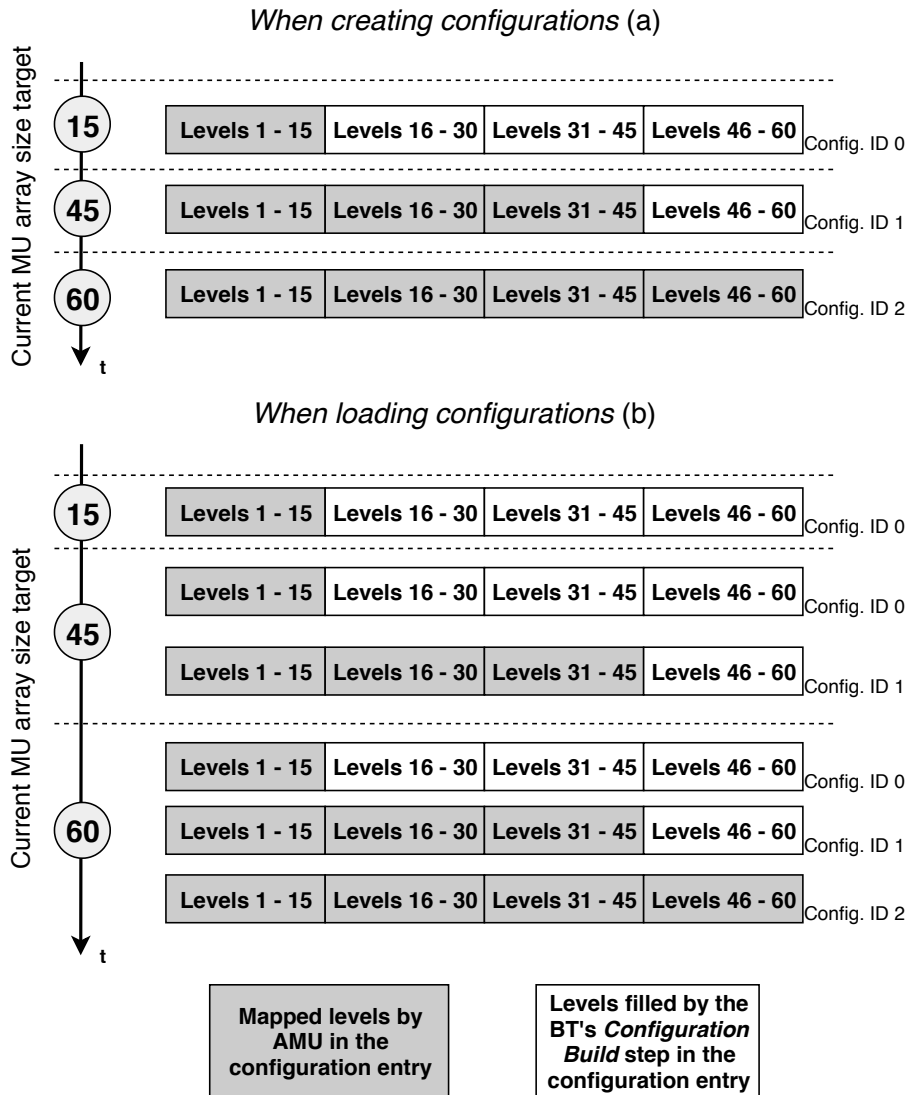 When creating configurations (a)
Current MU array size target
15
Levels 1 - 15 Levels 16 - 30 Levels 31 - 45 Levels 46 - 60 Config. ID 0
45
Levels 1 - 15 Levels 16 - 30 Levels 31 - 45 Levels 46 - 60 Config. ID 1
60
Levels 1 - 15 Levels 16 - 30 Levels 31 - 45 Levels 46 - 60 Config. ID 2
t
When loading configurations (b)
Current MU array size target
15
Levels 1 - 15 Levels 16 - 30 Levels 31 - 45 Levels 46 - 60 Config. ID 0
45
Levels 1 - 15 Levels 16 - 30 Levels 31 - 45 Levels 46 - 60 Config. ID 0
Levels 1 - 15 Levels 16 - 30 Levels 31 - 45 Levels 46 - 60 Config. ID 1
60
Levels 1 - 15 Levels 16 - 30 Levels 31 - 45 Levels 46 - 60 Config. ID 0
Levels 1 - 15 Levels 16 - 30 Levels 31 - 45 Levels 46 - 60 Config. ID 1
Levels 1 - 15 Levels 16 - 30 Levels 31 - 45 Levels 46 - 60 Config. ID 2
t
Mapped levels by
AMU in the
configuration entry
Levels filled by the
BT's Configuration
Build step in the
configuration entry